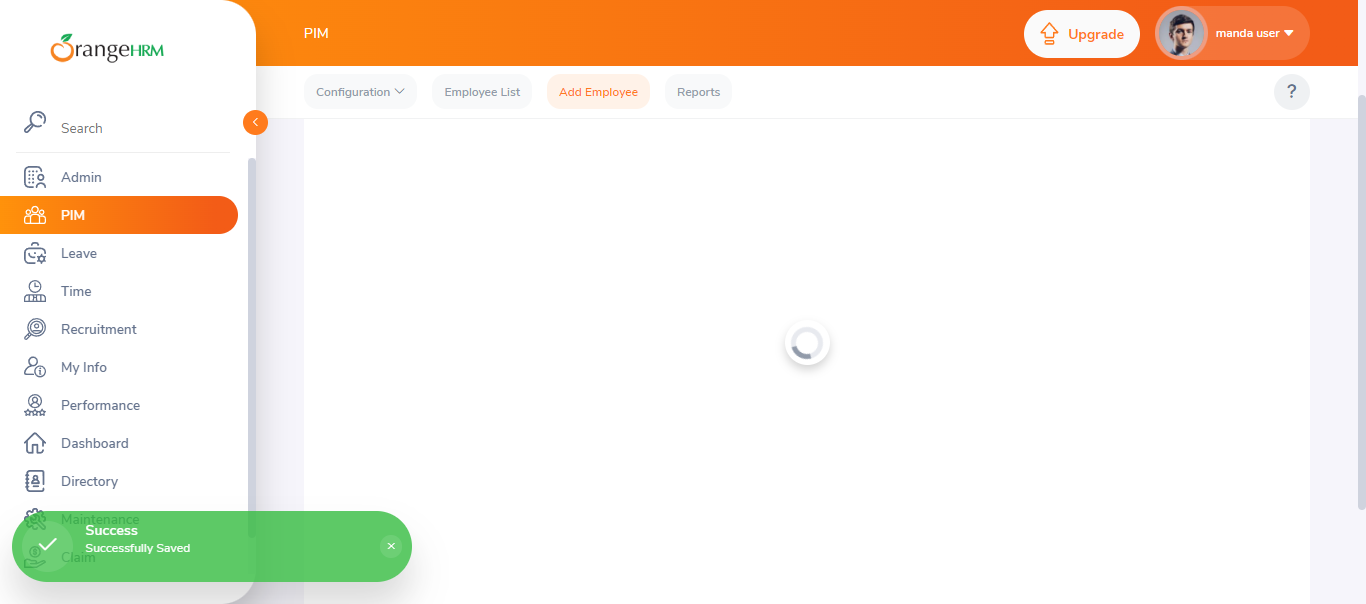 OrangeHRM
PIM
Upgrade
manda user
Configuration
Employee List
Add Employee
Reports
?
Search
Admin
PIM
Leave
Time
Recruitment
My Info
Performance
Dashboard
Directory
Maintenance
Claim
Success
Successfully Saved